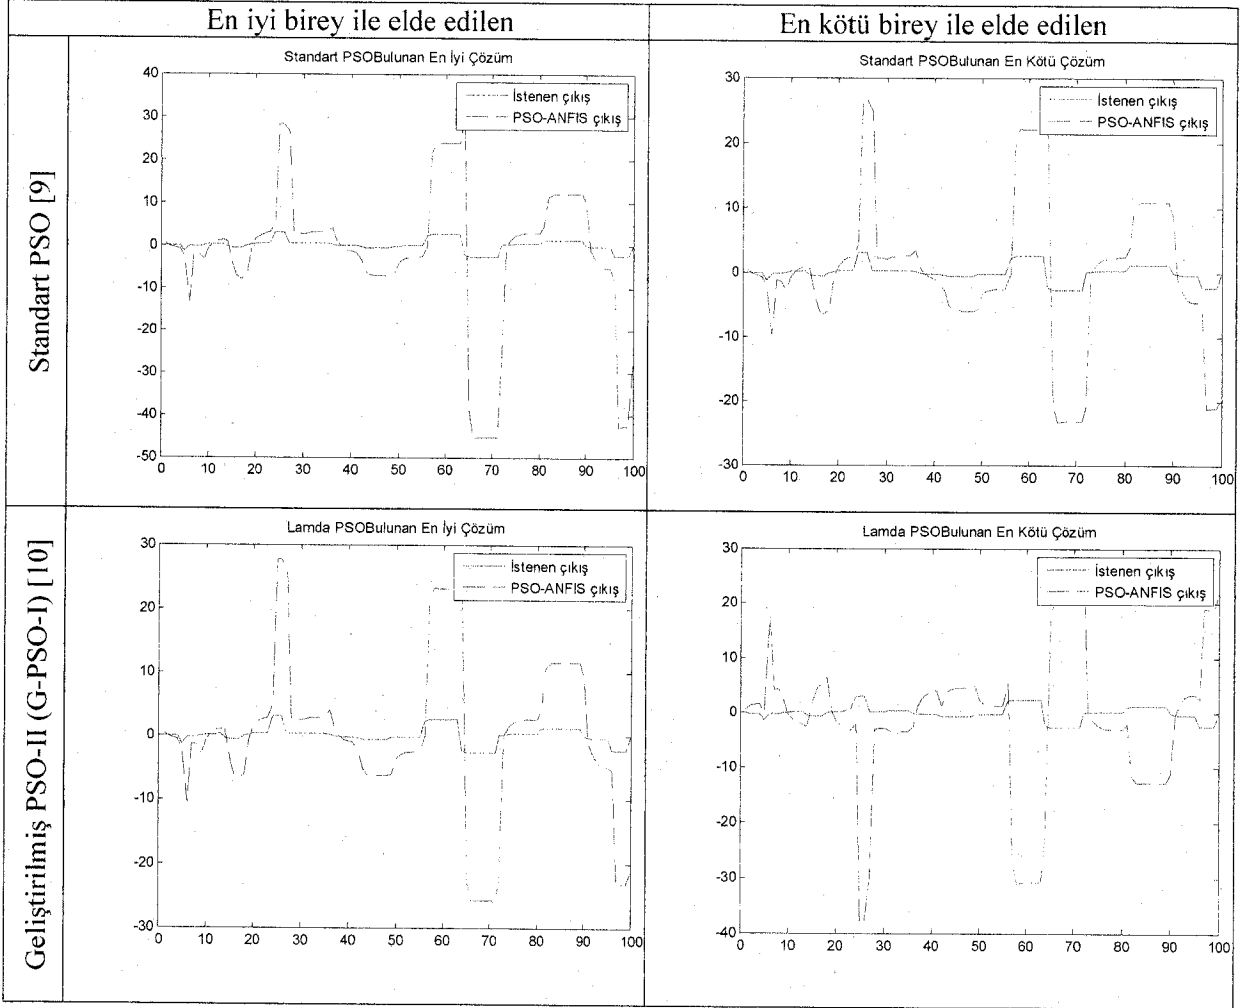 En iyi birey ile elde edilen
En kötü birey ile elde edilen
Standart PSO [9]
Standart PSOBulunan En İyi Çözüm
İstenen çıkış
PSO-ANFIS çıkış
40
30
20
10
0
-10
-20
-30
-40
-50
0 10 20 30 40 50 60 70 80 90 100
Standart PSOBulunan En Kötü Çözüm
İstenen çıkış
PSO-ANFIS çıkış
30
20
10
0
-10
-20
-30
0 10 20 30 40 50 60 70 80 90 100
Geliştirilmiş PSO-II (G-PSO-I) [10]
Lamda PSOBulunan En İyi Çözüm
İstenen çıkış
PSO-ANFIS çıkış
30
20
10
0
-10
-20
-30
0 10 20 30 40 50 60 70 80 90 100
Lamda PSOBulunan En Kötü Çözüm
İstenen çıkış
PSO-ANFIS çıkış
30
20
10
0
-10
-20
-30
-40
0 10 20 30 40 50 60 70 80 90 100